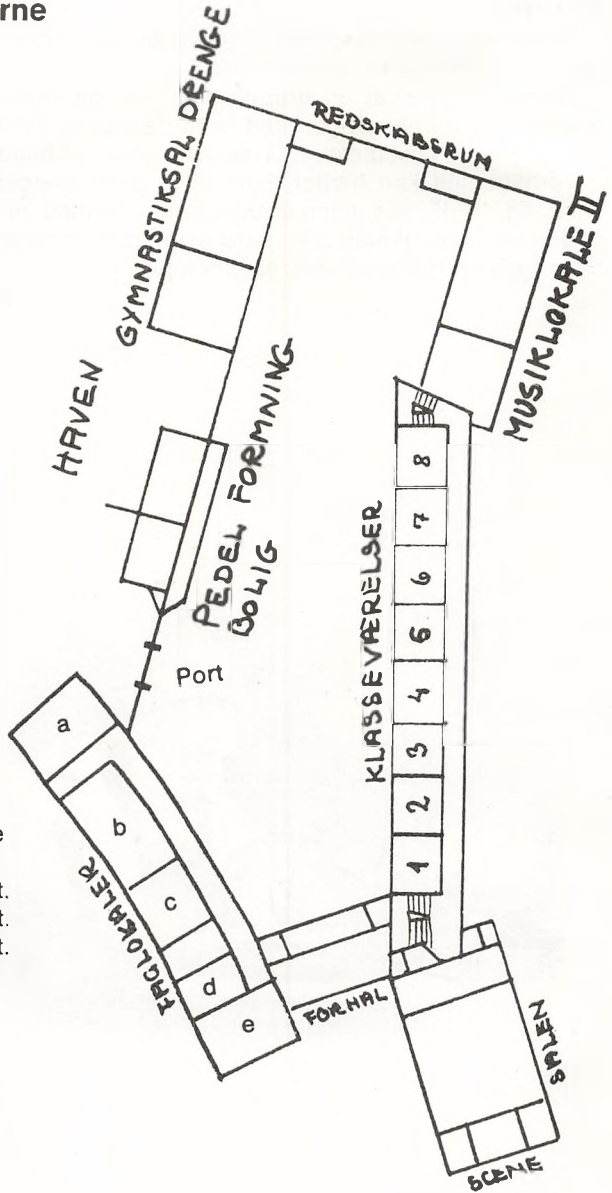 rne
GYMNASTIKSAL DRENGE
REDSKABSRUM
MUSIKLOKALE II
HAVEN
PEDEL FORMNING
BOLIG
Port
KLASSEVÆRELSER
8
7
6
5
4
3
2
1
a
b
c
d
e
FAGLOKALER
e
t.
t.
t.
FORHAL
SALEN
SCENE